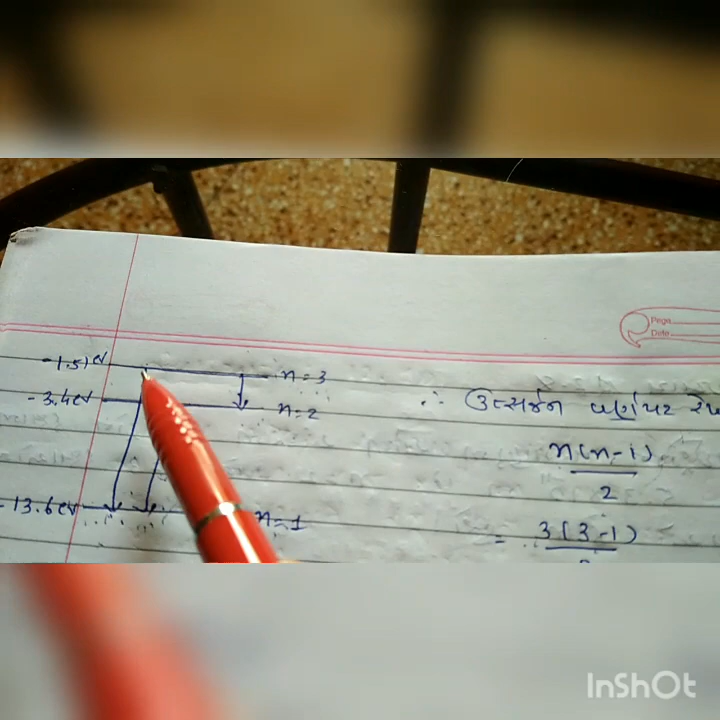 Page
Date
-1.51eV n=3
-3.4eV n=2
∴ ઉત્સર્જન વર્ણપટ
n(n-1)
2
-13.6eV n=1
= 3(3-1)
InShOt